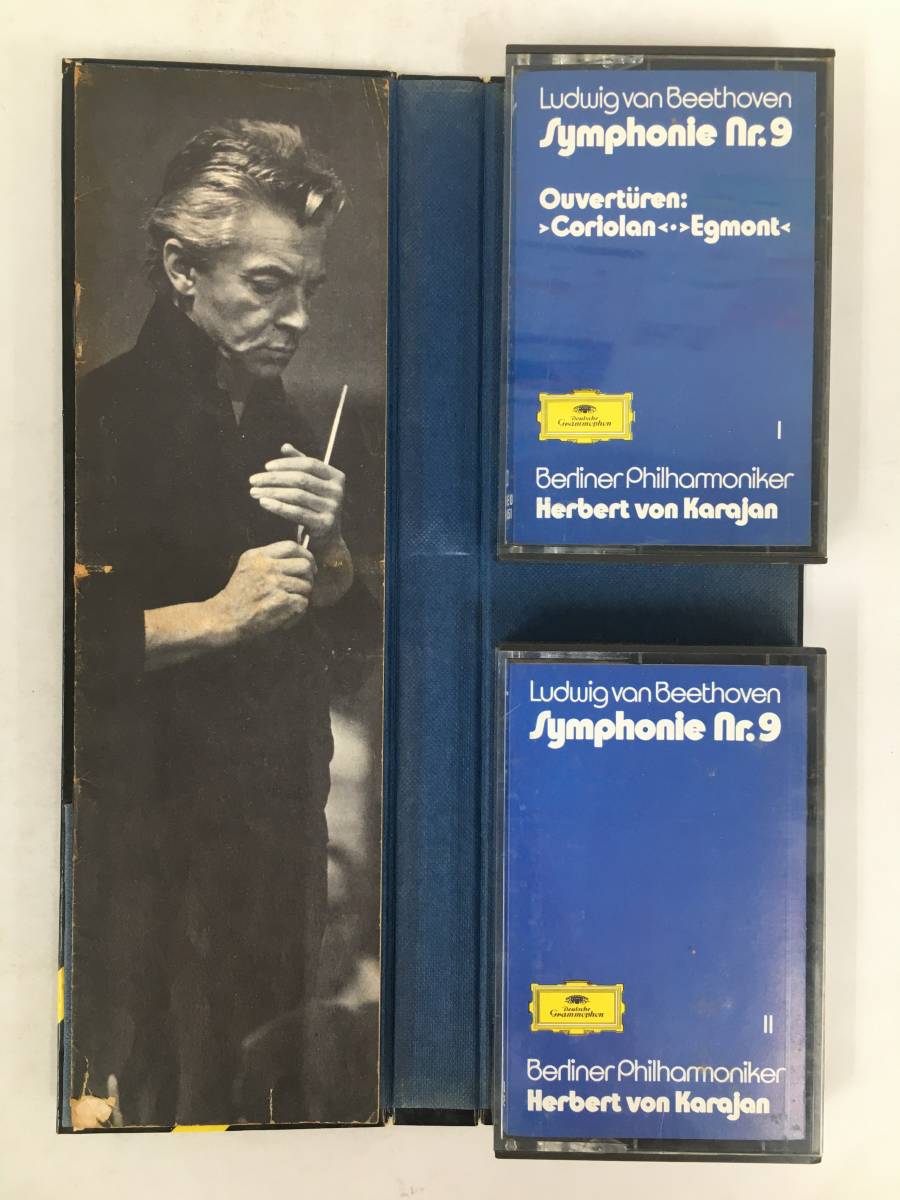 Ludwig van Beethoven
Symphonie Nr. 9
Ouvertüren:
>Coriolan<·>Egmont<
Deutsche
Grammophon
I
Berliner Philharmoniker
Herbert von Karajan
Ludwig van Beethoven
Symphonie Nr. 9
Deutsche
Grammophon
II
Berliner Philharmoniker
Herbert von Karajan